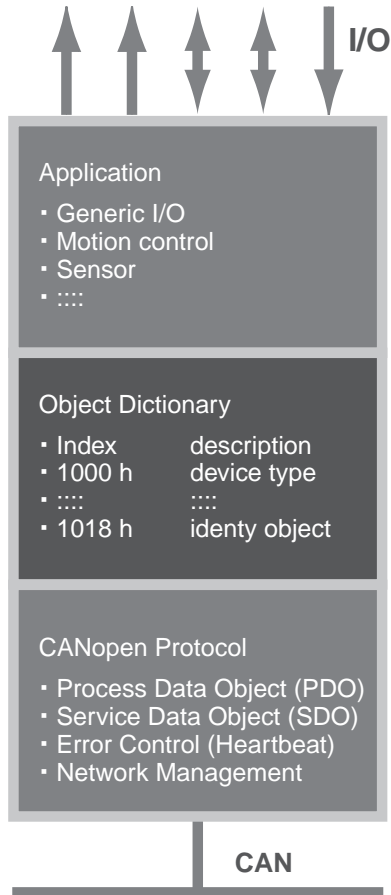 I/O
Application
· Generic I/O
· Motion control
· Sensor
· ::::
Object Dictionary
· Index description
· 1000 h device type
· :::: ::::
· 1018 h identy object
CANopen Protocol
· Process Data Object (PDO)
· Service Data Object (SDO)
· Error Control (Heartbeat)
· Network Management
CAN